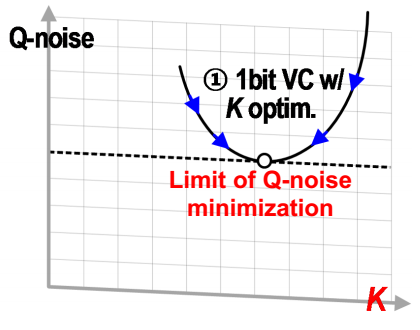 Q-noise
① 1bit VC w/
K optim.
Limit of Q-noise
minimization
K